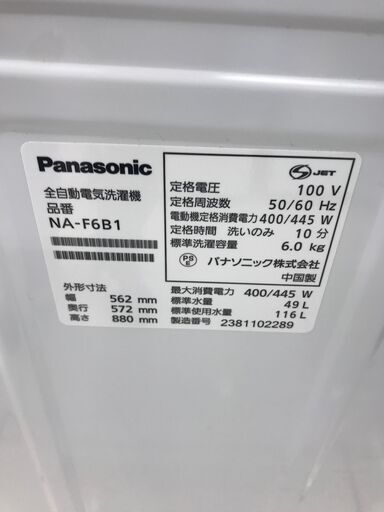 Panasonic
全自動電気洗濯機
品番
NA-F6B1
外形寸法
幅 562 mm
奥行 572 mm
高さ 880 mm
S JET
定格電圧 100 V
定格周波数 50/60 Hz
電動機定格消費電力 400/445 W
定格時間 洗いのみ 10 分
標準洗濯容量 6.0 kg
PS E パナソニック株式会社
中国製
最大消費電力 400/445 W
標準水量 49 L
標準使用水量 116 L
製造番号 2381102289